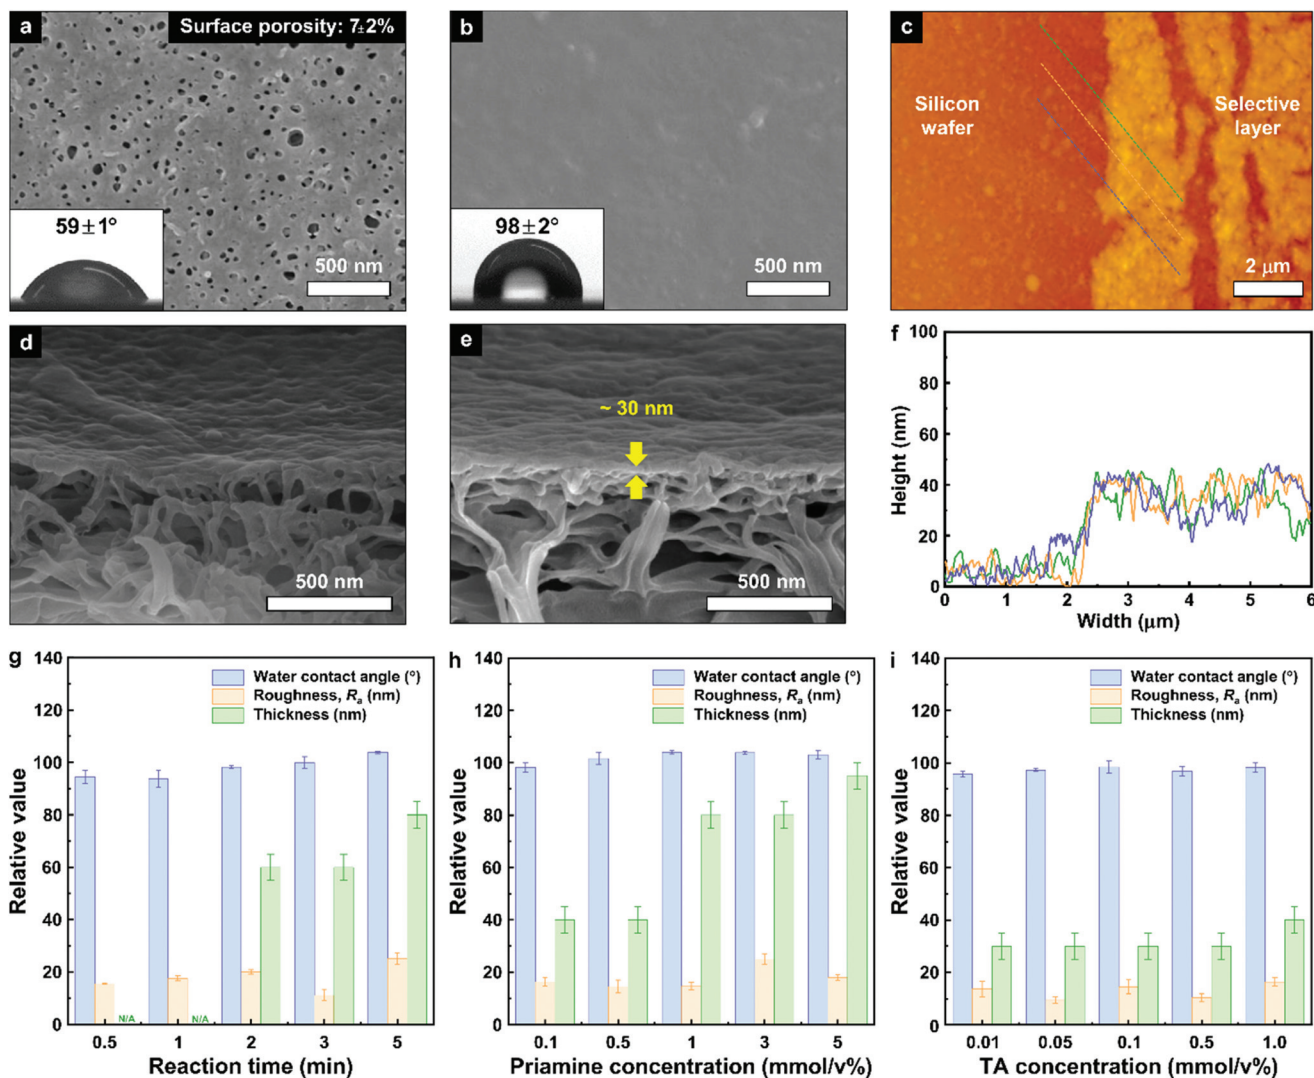 a
Surface porosity: 7±2%
59±1°
500 nm
b
98±2°
500 nm
c
Silicon
wafer
Selective
layer
2 μm
d
500 nm
e
~ 30 nm
500 nm
f
100
80
60
40
20
0
Height (nm)
0 1 2 3 4 5 6
Width (μm)
g
140
120
100
80
60
40
20
0
Relative value
Water contact angle (°)
Roughness, Ra (nm)
Thickness (nm)
N/A
N/A
0.5 1 2 3 5
Reaction time (min)
h
140
120
100
80
60
40
20
0
Relative value
Water contact angle (°)
Roughness, Ra (nm)
Thickness (nm)
0.1 0.5 1 3 5
Priamine concentration (mmol/v%)
i
140
120
100
80
60
40
20
0
Relative value
Water contact angle (°)
Roughness, Ra (nm)
Thickness (nm)
0.01 0.05 0.1 0.5 1.0
TA concentration (mmol/v%)